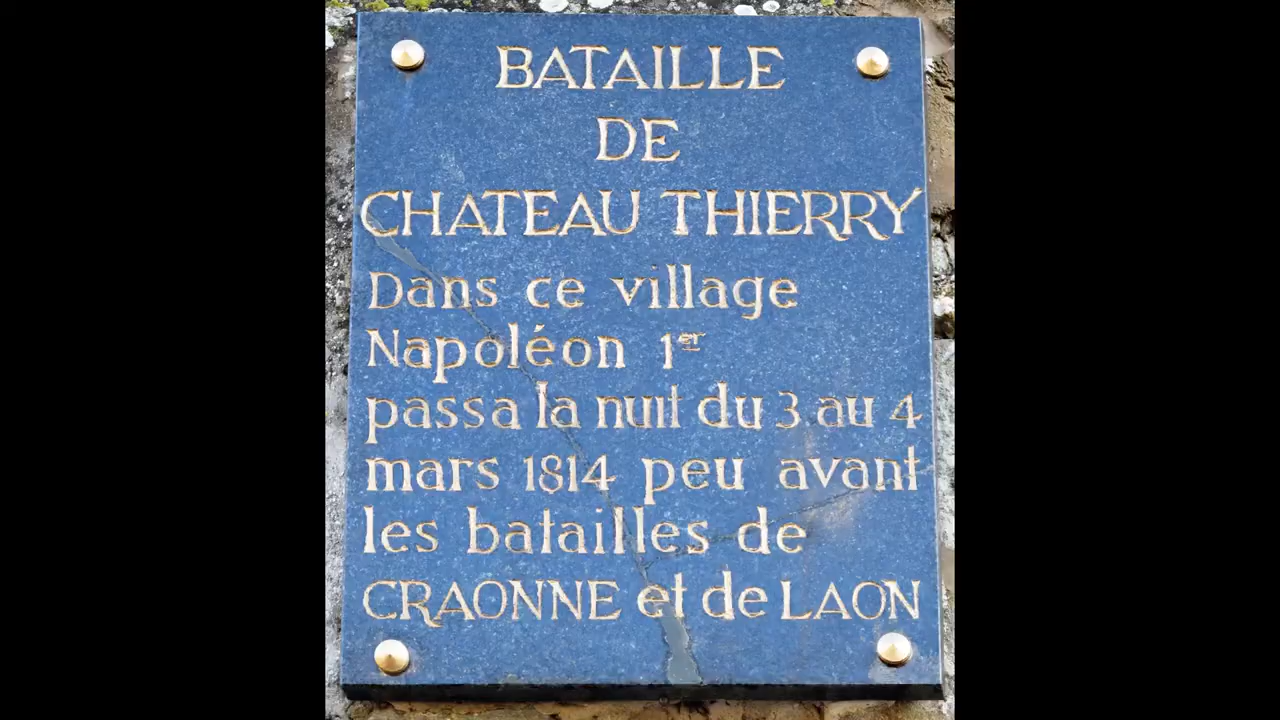 BATAILLE
DE
CHATEAU THIERRY
Dans ce village
Napoléon 1er
passa la nuit du 3 au 4
mars 1814 peu avant
les batailles de
CRAONNE et de LAON